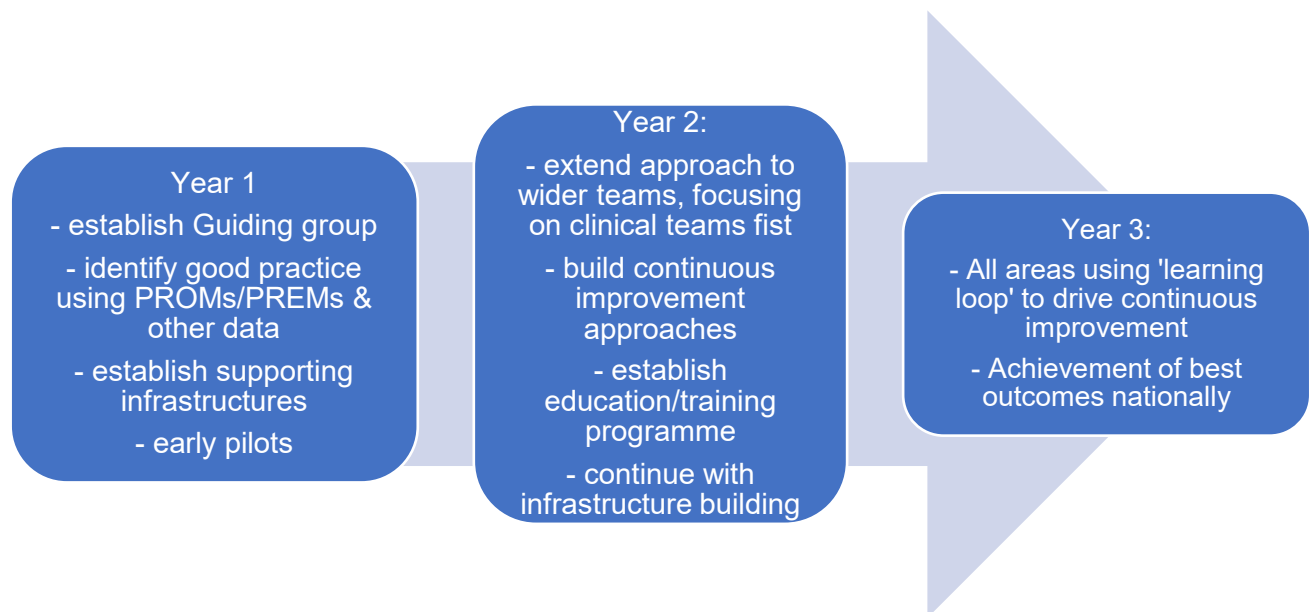 Year 1
- establish Guiding group
- identify good practice
using PROMs/PREMs &
other data
- establish supporting
infrastructures
- early pilots
Year 2:
- extend approach to
wider teams, focusing
on clinical teams fist
- build continuous
improvement
approaches
- establish
education/training
programme
- continue with
infrastructure building
Year 3:
- All areas using 'learning
loop' to drive continuous
improvement
- Achievement of best
outcomes nationally